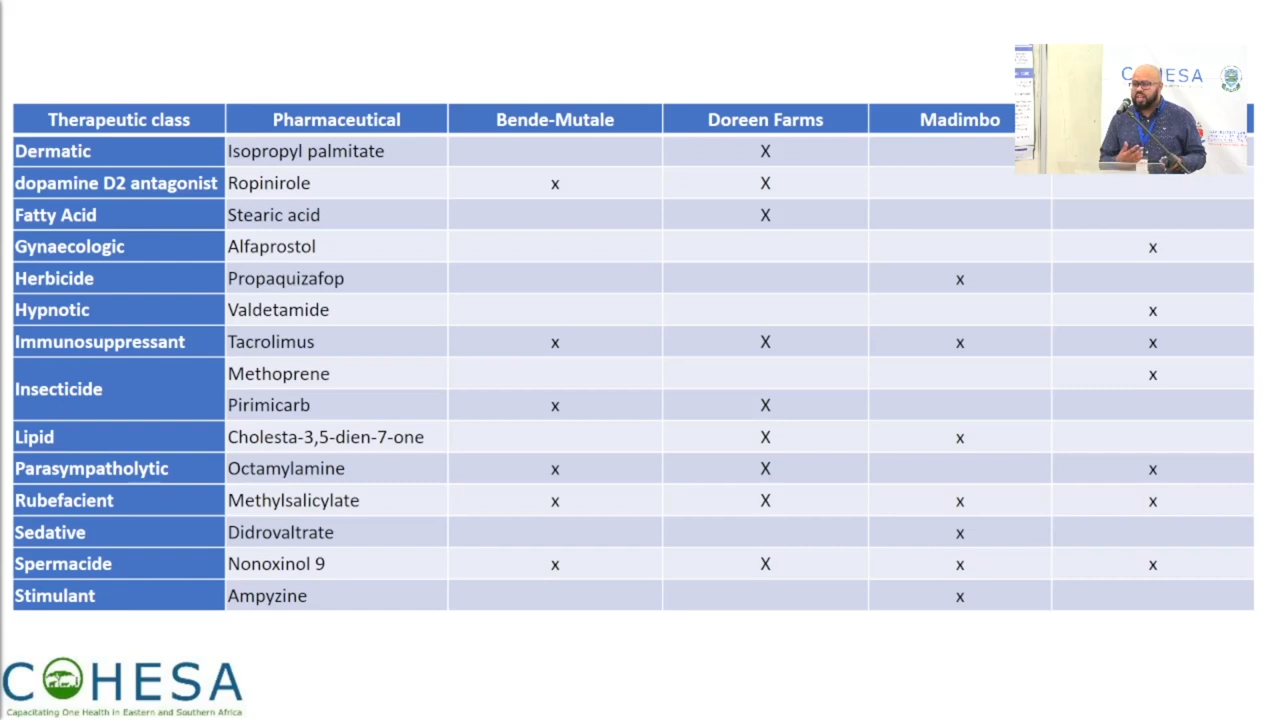 Therapeutic class Pharmaceutical Bende-Mutale Doreen Farms Madimbo
Dermatic Isopropyl palmitate X
dopamine D2 antagonist Ropinirole x X
Fatty Acid Stearic acid X
Gynaecologic Alfaprostol x
Herbicide Propaquizafop x
Hypnotic Valdetamide x
Immunosuppressant Tacrolimus x X x x
Insecticide
Methoprene x
Pirimicarb x X
Lipid Cholesta-3,5-dien-7-one X x
Parasympatholytic Octamylamine x X x
Rubefacient Methylsalicylate x X x x
Sedative Didrovaltrate x
Spermacide Nonoxinol 9 x X x x
Stimulant Ampyzine x
COHESA
Capacitating One Health in Eastern and Southern Africa